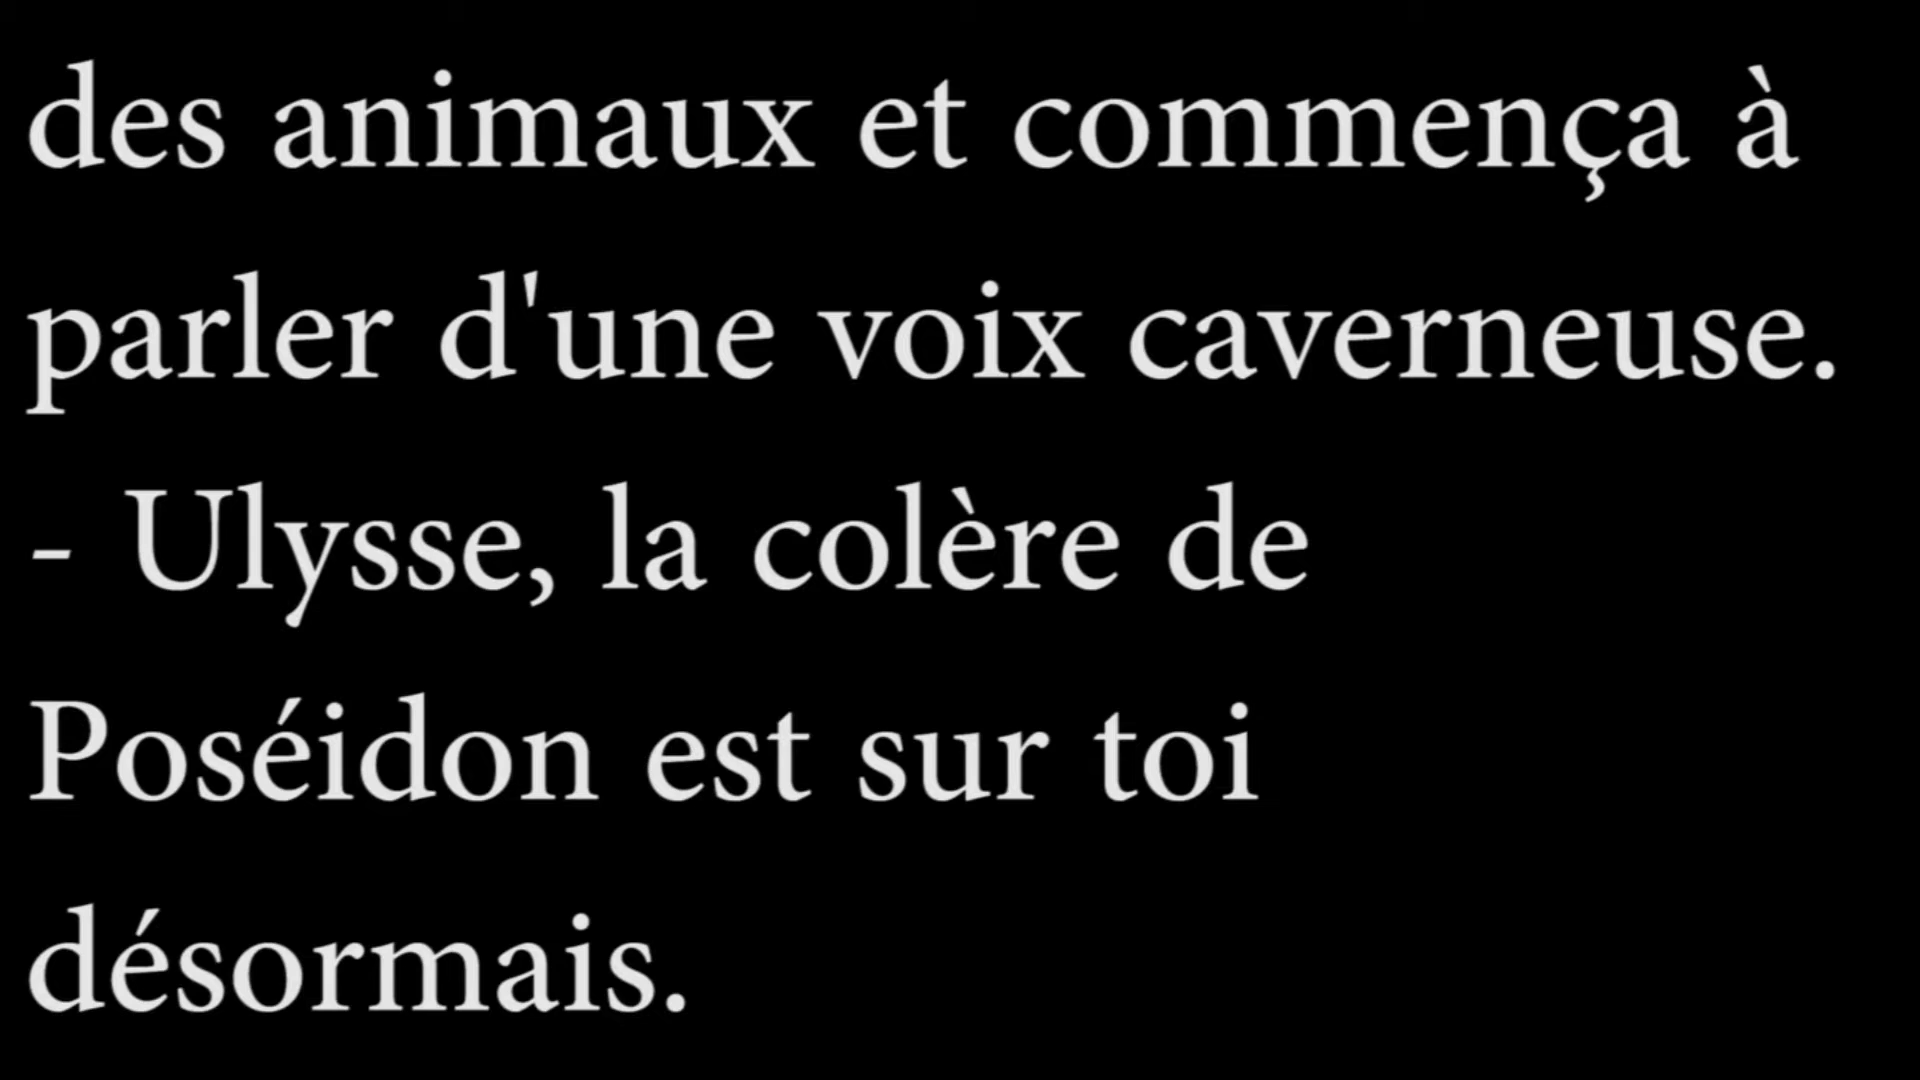 des animaux et commença à
parler d'une voix caverneuse.
- Ulysse, la colère de
Poséidon est sur toi
désormais.